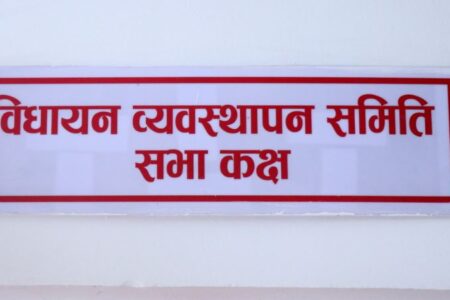 विधायन व्यवस्थापन समिति
सभा कक्ष